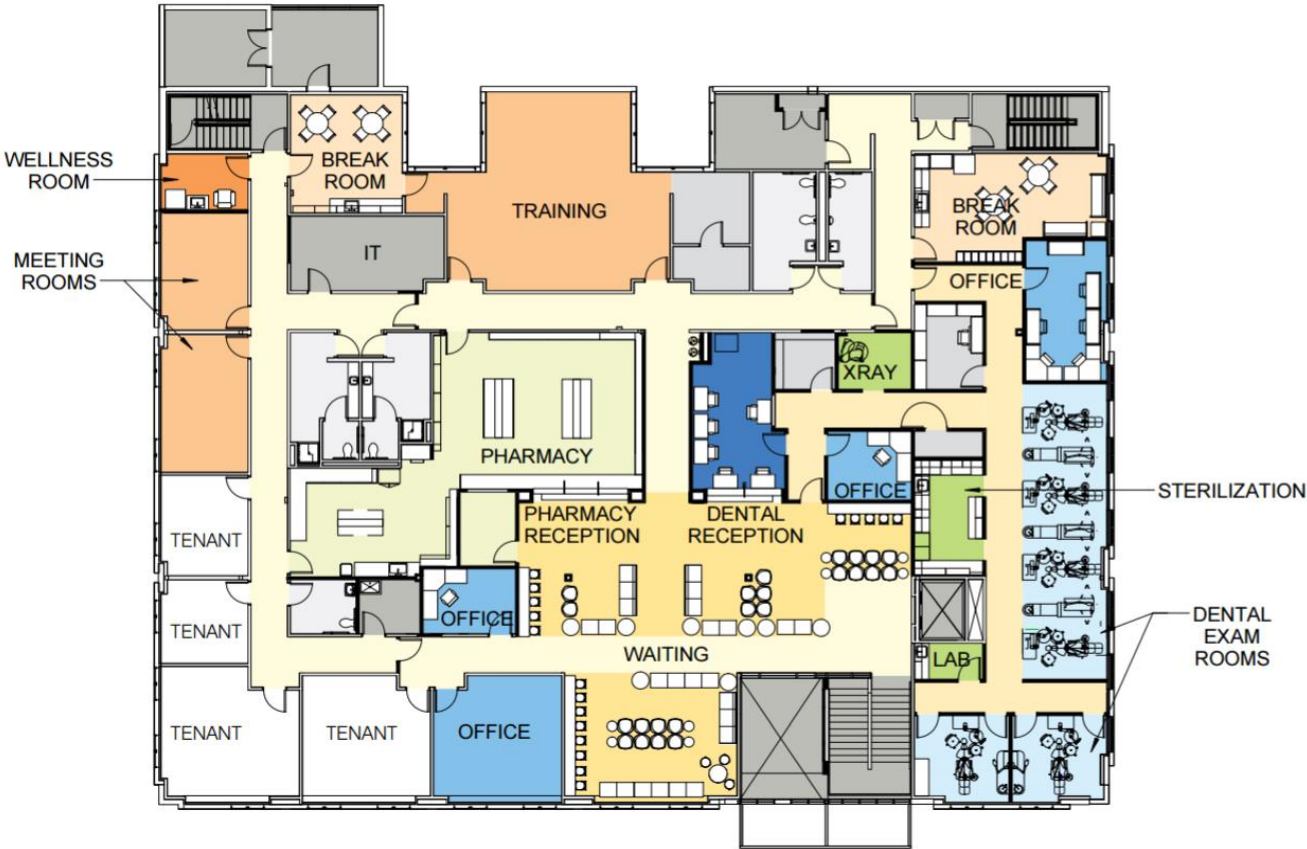 WELLNESS
ROOM
BREAK
ROOM
TRAINING
BREAK
ROOM
MEETING
ROOMS
IT
OFFICE
XRAY
PHARMACY
OFFICE
STERILIZATION
PHARMACY
RECEPTION
DENTAL
RECEPTION
TENANT
OFFICE
TENANT
WAITING
LAB
DENTAL
EXAM
ROOMS
TENANT
TENANT
OFFICE